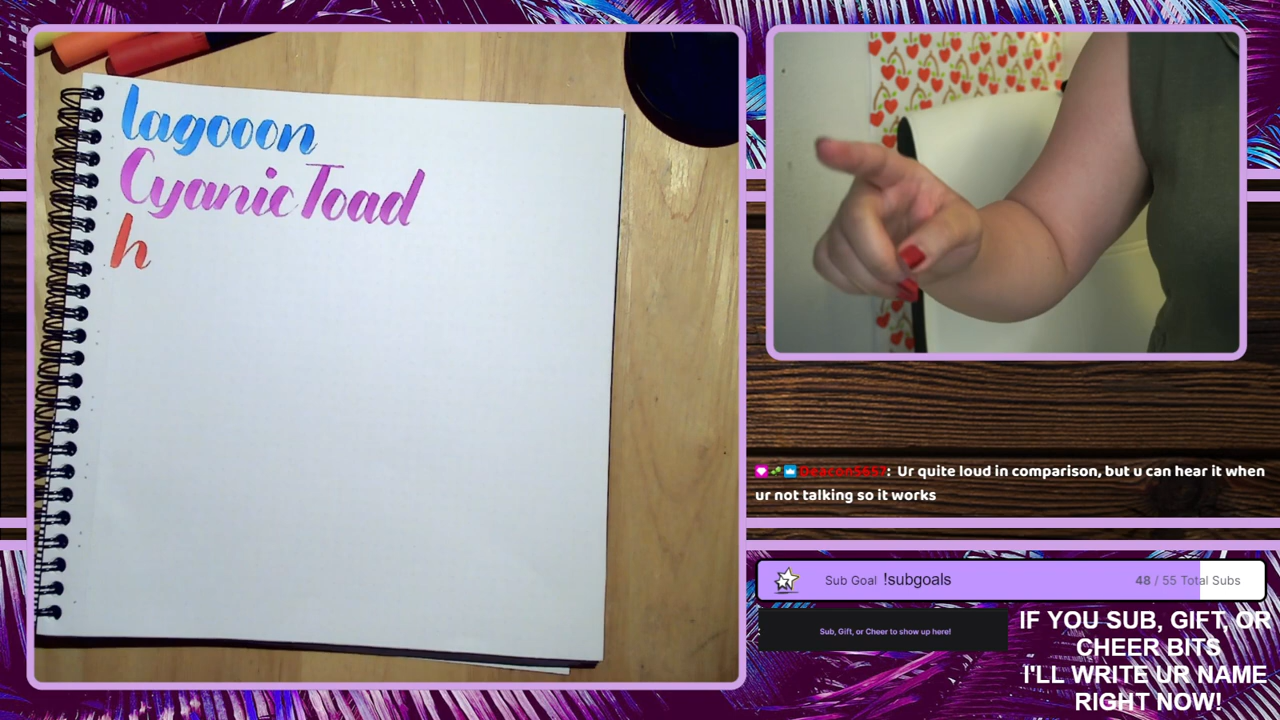 lagooon
CyanicToad
h
Deacon5657: Ur quite loud in comparison, but u can hear it when
ur not talking so it works
Sub Goal !subgoals 48 / 55 Total Subs
Sub, Gift, or Cheer to show up here!
IF YOU SUB, GIFT, OR
CHEER BITS
I'LL WRITE UR NAME
RIGHT NOW!